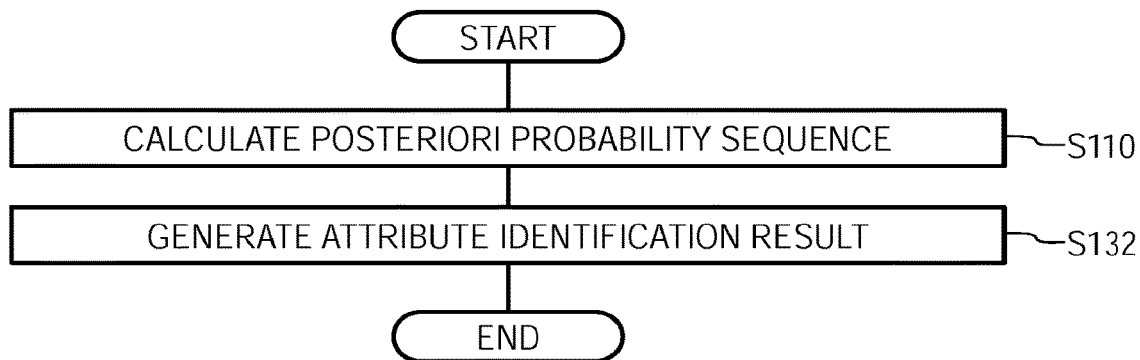 START
CALCULATE POSTERIORI PROBABILITY SEQUENCE
S110
GENERATE ATTRIBUTE IDENTIFICATION RESULT
S132
END